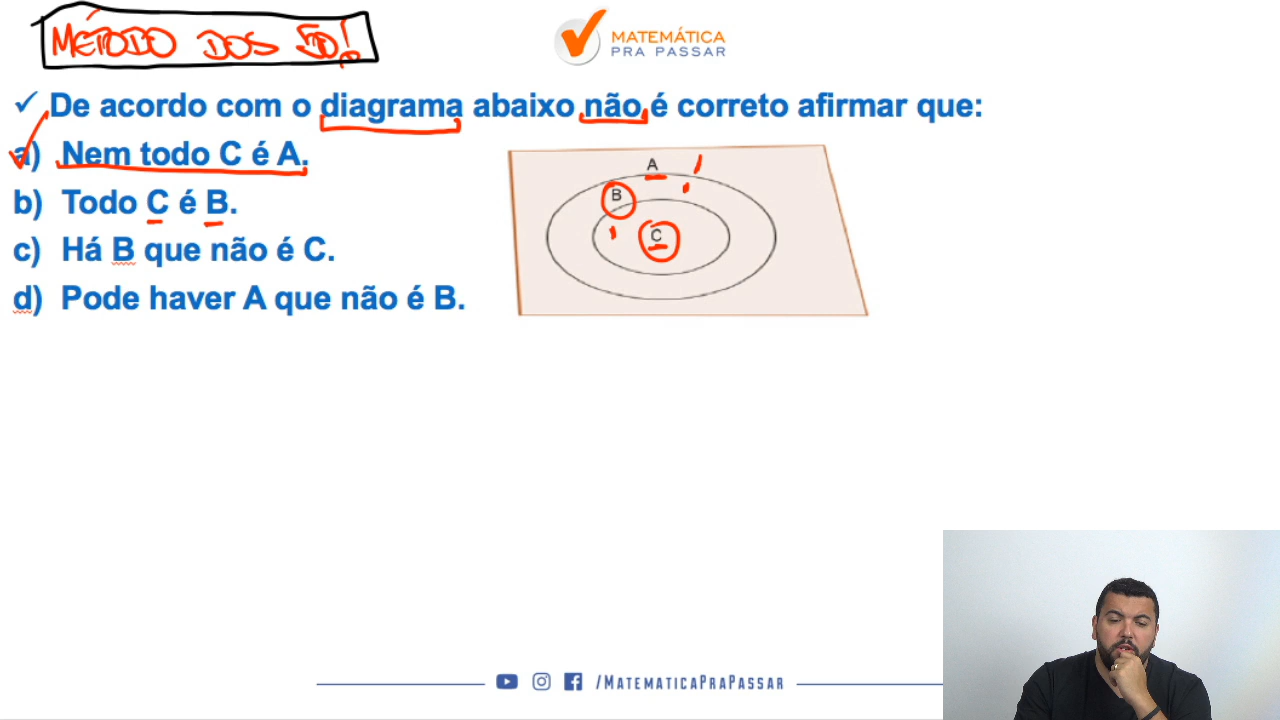 MÉTODO DOS 50!
MATEMÁTICA
PRA PASSAR
✓ De acordo com o diagrama abaixo não é correto afirmar que:
a) Nem todo C é A.
b) Todo C é B.
c) Há B que não é C.
d) Pode haver A que não é B.
A
B
C
/MATEMATICAPRAPASSAR